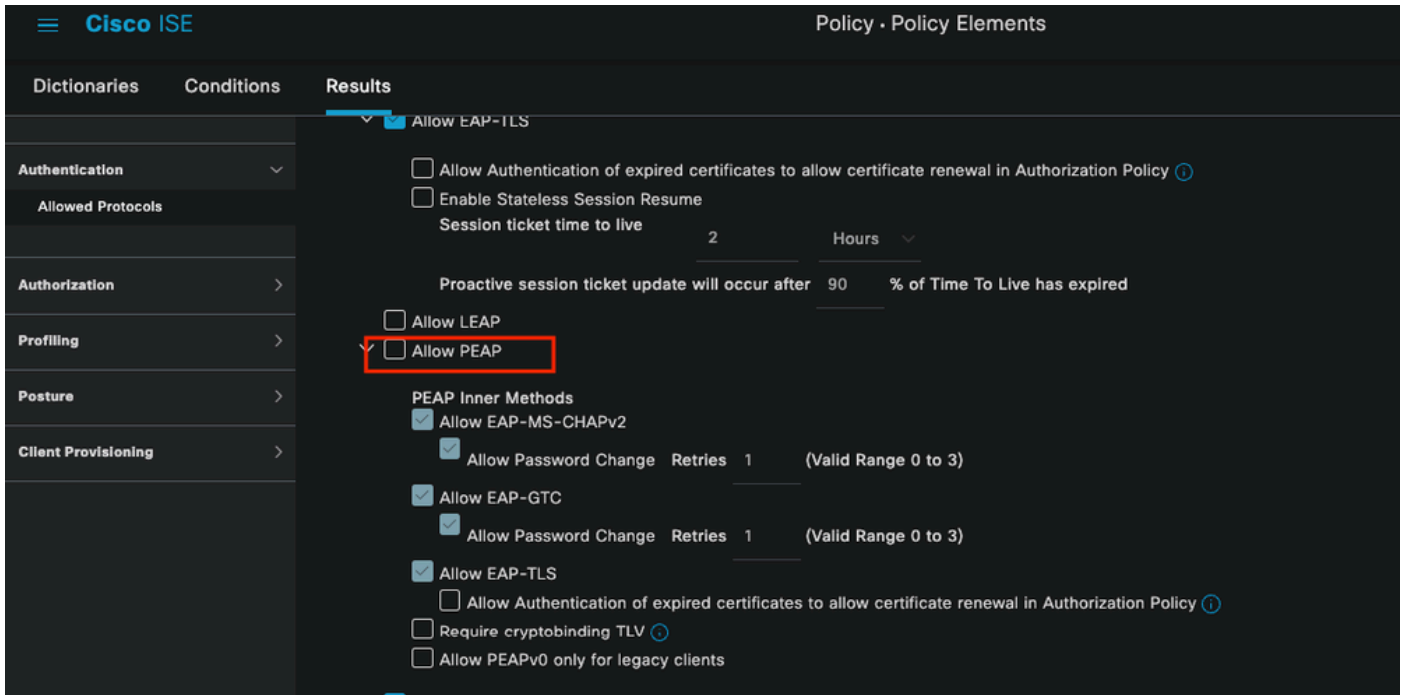 Cisco ISE
Policy · Policy Elements
Dictionaries Conditions Results
Authentication
Allowed Protocols
Authorization
Profiling
Posture
Client Provisioning
Allow EAP-TLS
Allow Authentication of expired certificates to allow certificate renewal in Authorization Policy
Enable Stateless Session Resume
Session ticket time to live
2 Hours
Proactive session ticket update will occur after 90 % of Time To Live has expired
Allow LEAP
Allow PEAP
PEAP Inner Methods
Allow EAP-MS-CHAPv2
Allow Password Change Retries 1 (Valid Range 0 to 3)
Allow EAP-GTC
Allow Password Change Retries 1 (Valid Range 0 to 3)
Allow EAP-TLS
Allow Authentication of expired certificates to allow certificate renewal in Authorization Policy
Require cryptobinding TLV
Allow PEAPv0 only for legacy clients